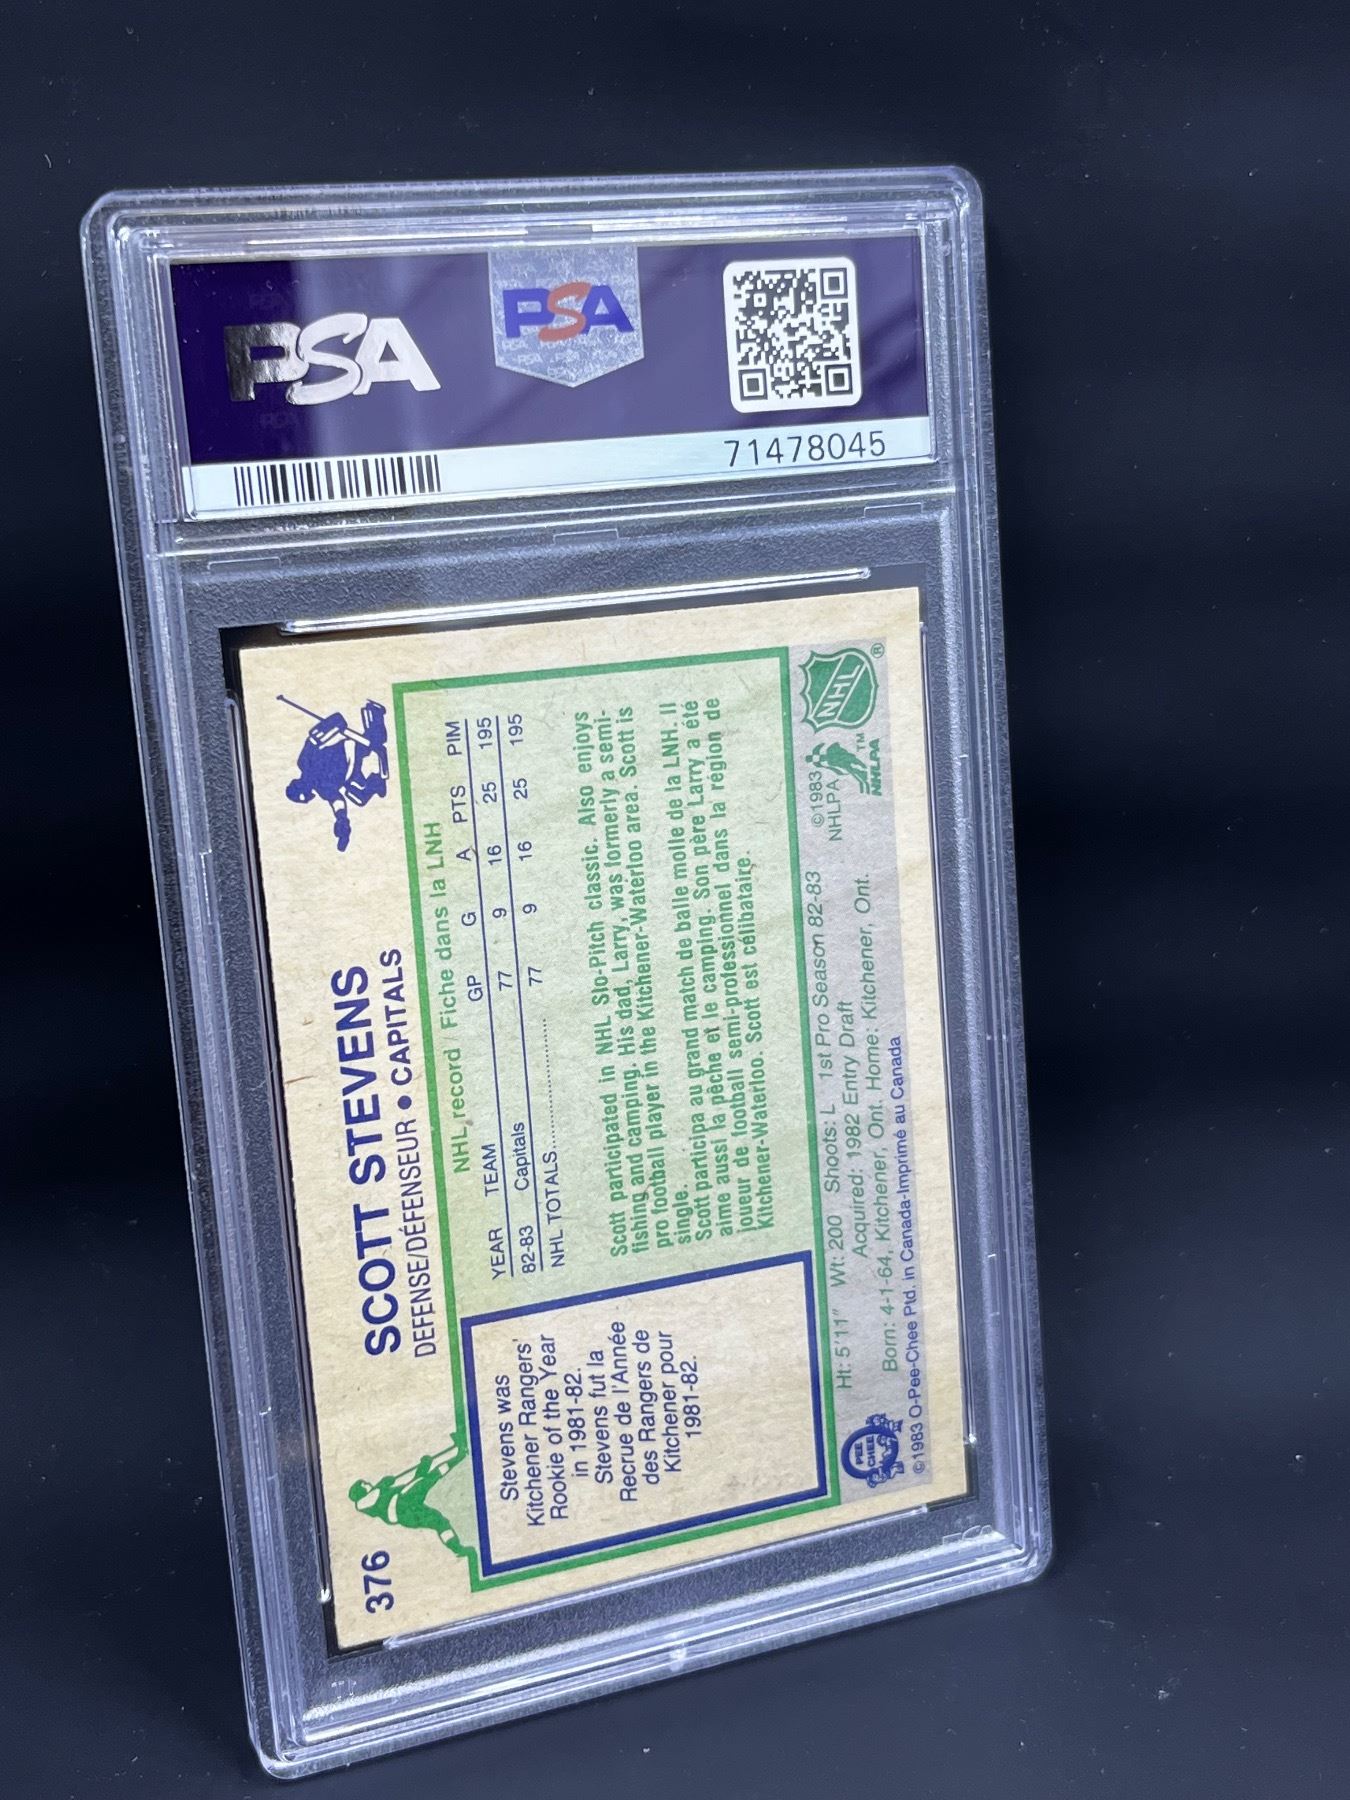 PSA
PSA
71478045
376
SCOTT STEVENS
DEFENSE/DÉFENSEUR • CAPITALS
NHL record Fiche dans la LNH
YEAR TEAM GP G A PTS PIM
82-83 Capitals 77 9 16 25 195
NHL TOTALS.................... 77 9 16 25 195
Stevens was
Kitchener Rangers'
Rookie of the Year
in 1981-82.
Stevens fut la
Recrue de l'Année
des Rangers de
Kitchener pour
1981-82.
Scott participated in NHL Slo-Pitch classic. Also enjoys
fishing and camping. His dad, Larry, was formerly a semi-
pro football player in the Kitchener-Waterloo area. Scott is
single.
Scott participa au grand match de balle molle de la LNH. Il
aime aussi la pêche et le camping. Son père Larry a été
joueur de football semi-professionnel dans la région de
Kitchener-Waterloo. Scott est célibataire.
Ht: 5'11" Wt: 200 Shoots: L 1st Pro Season 82-83
Acquired: 1982 Entry Draft
Born: 4-1-64, Kitchener, Ont. Home: Kitchener, Ont.
©1983 O-Pee-Chee Ptd. in Canada-Imprimé au Canada
O
PEE
CHEE
©1983
NHLPA
NHLPA
TM
NHL
®